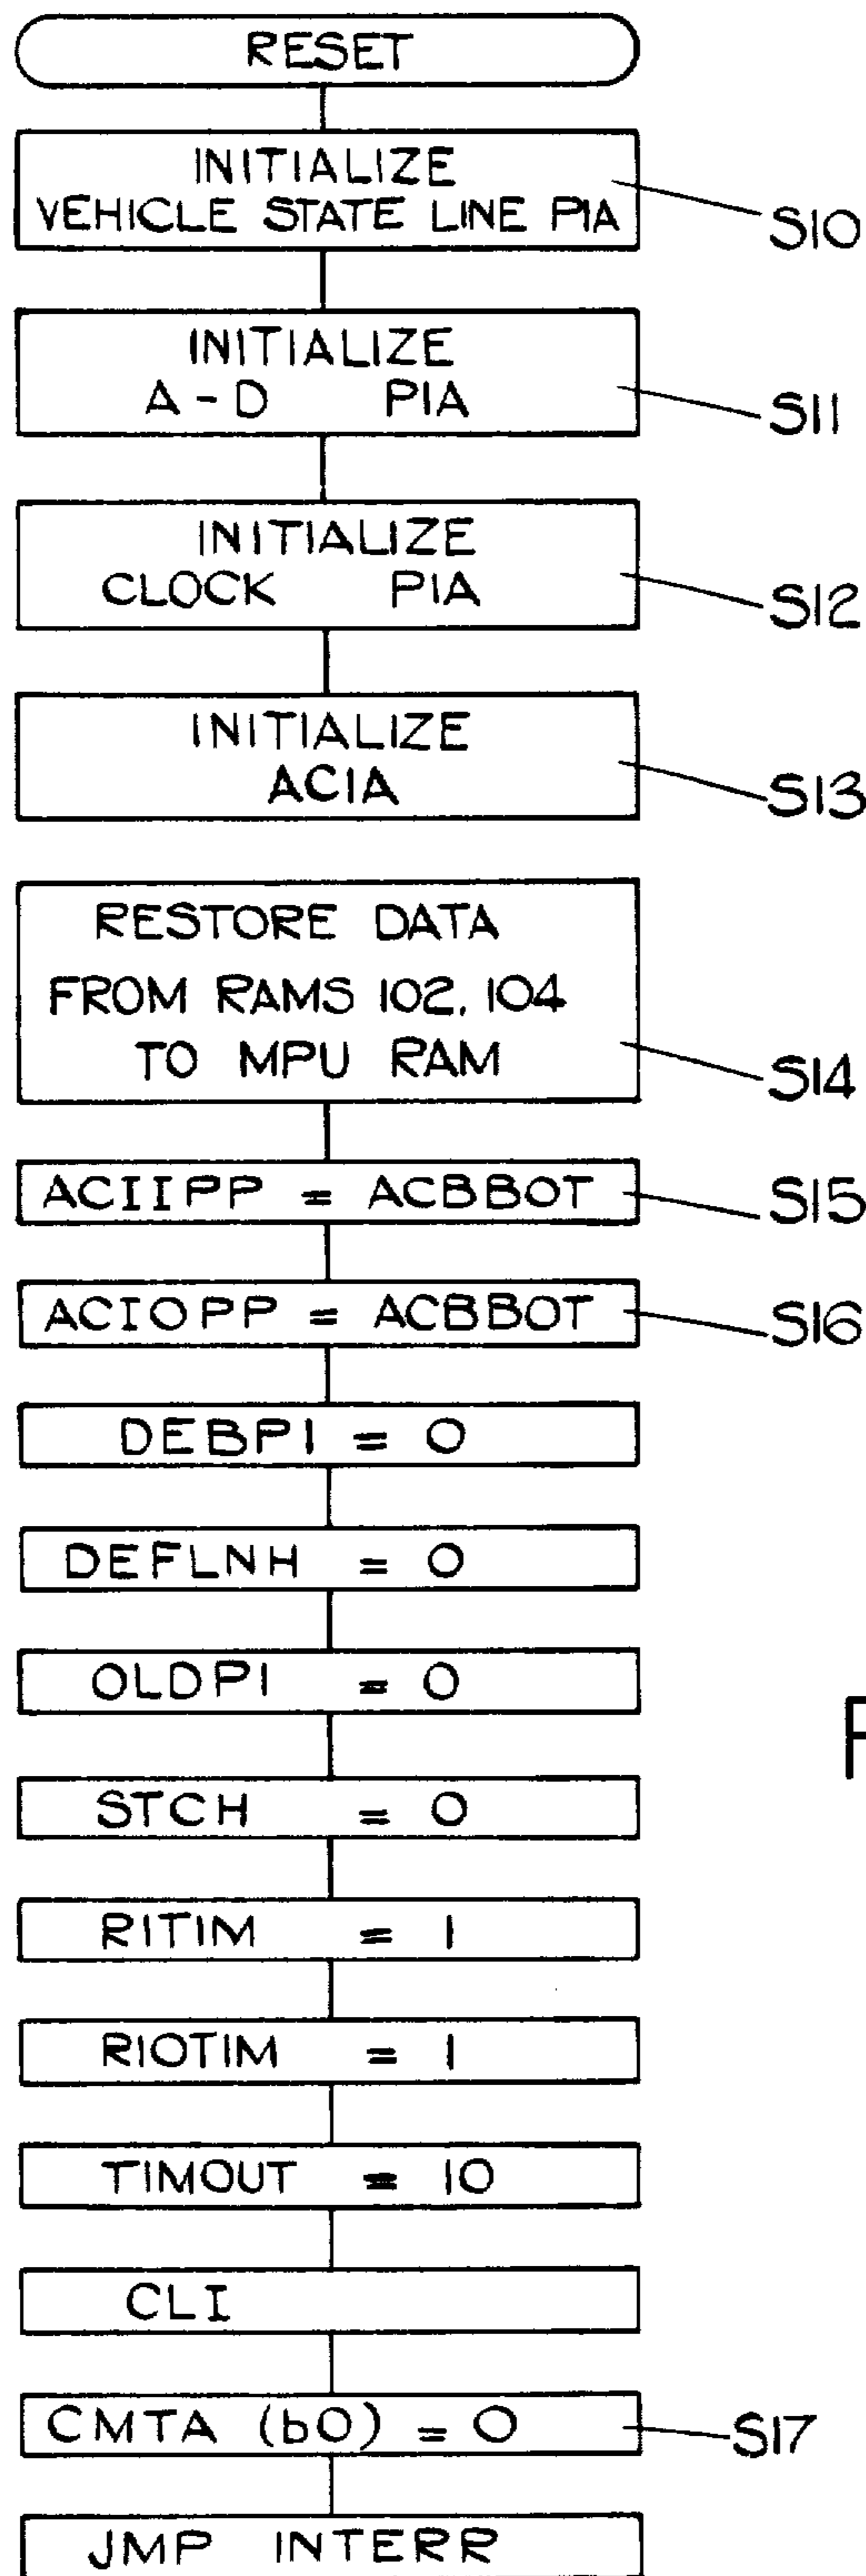 RESET
INITIALIZE
VEHICLE STATE LINE PIA
S10
INITIALIZE
A-D PIA
S11
INITIALIZE
CLOCK PIA
S12
INITIALIZE
ACIA
S13
RESTORE DATA
FROM RAMS 102, 104
TO MPU RAM
S14
ACIIPP = ACBBOT
S15
ACIOPP = ACBBOT
S16
DEBPI = 0
DEFLNH = 0
OLDPI = 0
STCH = 0
RITIM = 1
RIOTIM = 1
TIMOUT = 10
CLI
CMTA (b0) = 0
S17
JMP INTERR